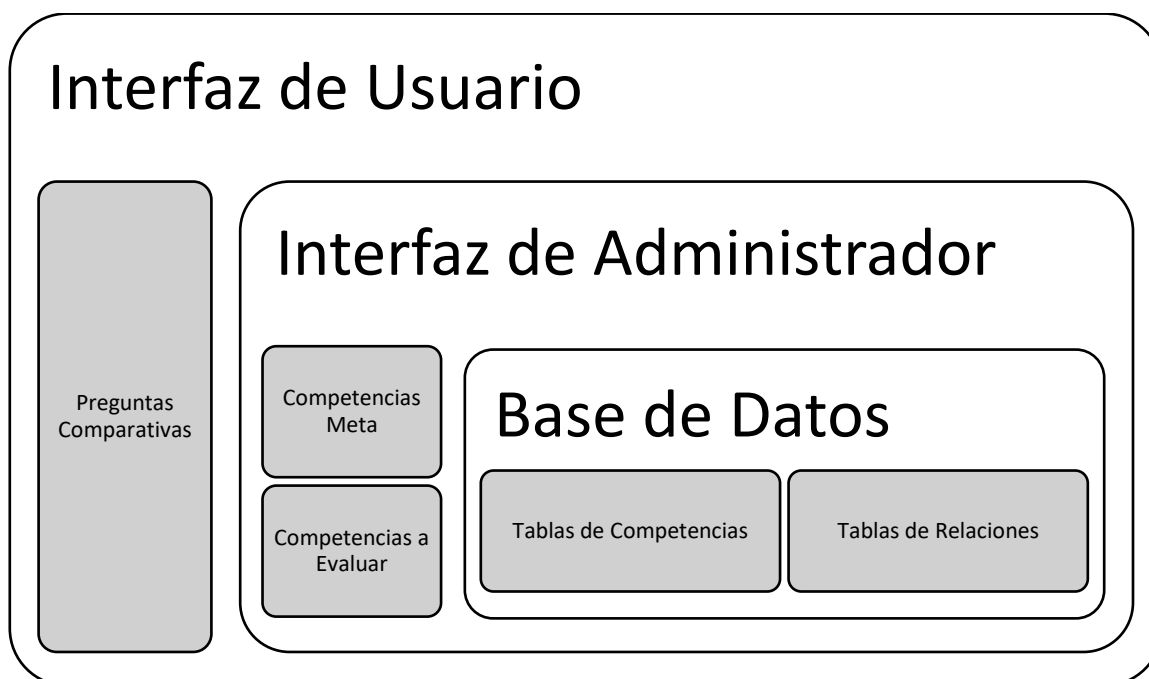 Interfaz de Usuario
Interfaz de Administrador
Preguntas
Comparativas
Competencias
Meta
Competencias a
Evaluar
Base de Datos
Tablas de Competencias
Tablas de Relaciones